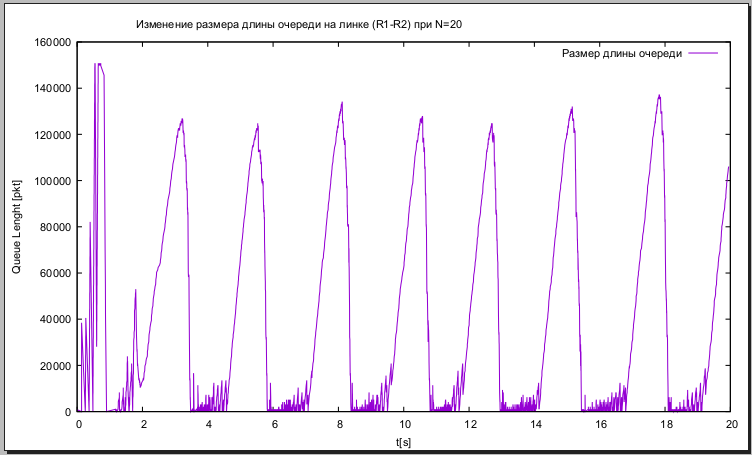 Изменение размера длины очереди на линке (R1-R2) при N=20
160000
Размер длины очереди
140000
120000
100000
80000
60000
40000
20000
0
Queue Lenght [pkt]
0 2 4 6 8 10 12 14 16 18 20
t[s]